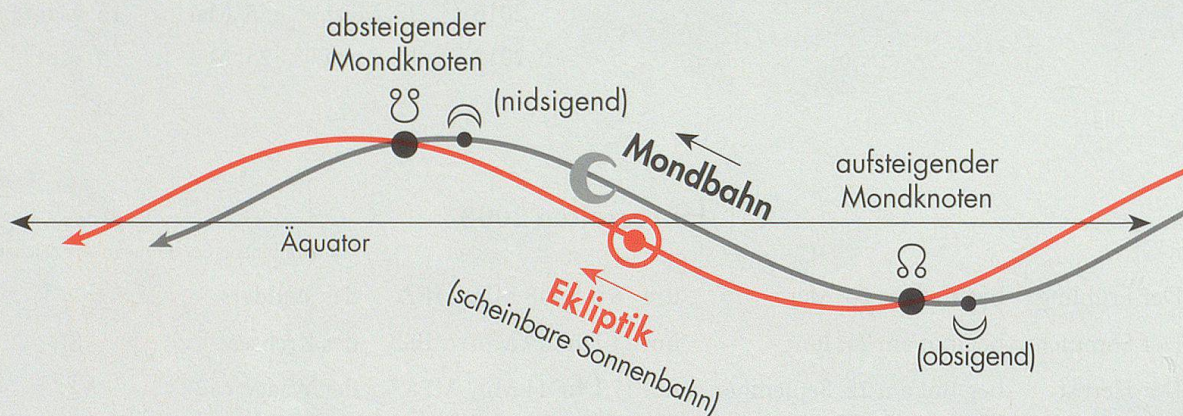 absteigender
Mondknoten
☋
(nidsigend)
Mondbahn
aufsteigender
Mondknoten
Äquator
☊
Ekliptik
(scheinbare Sonnenbahn)
(obsigend)